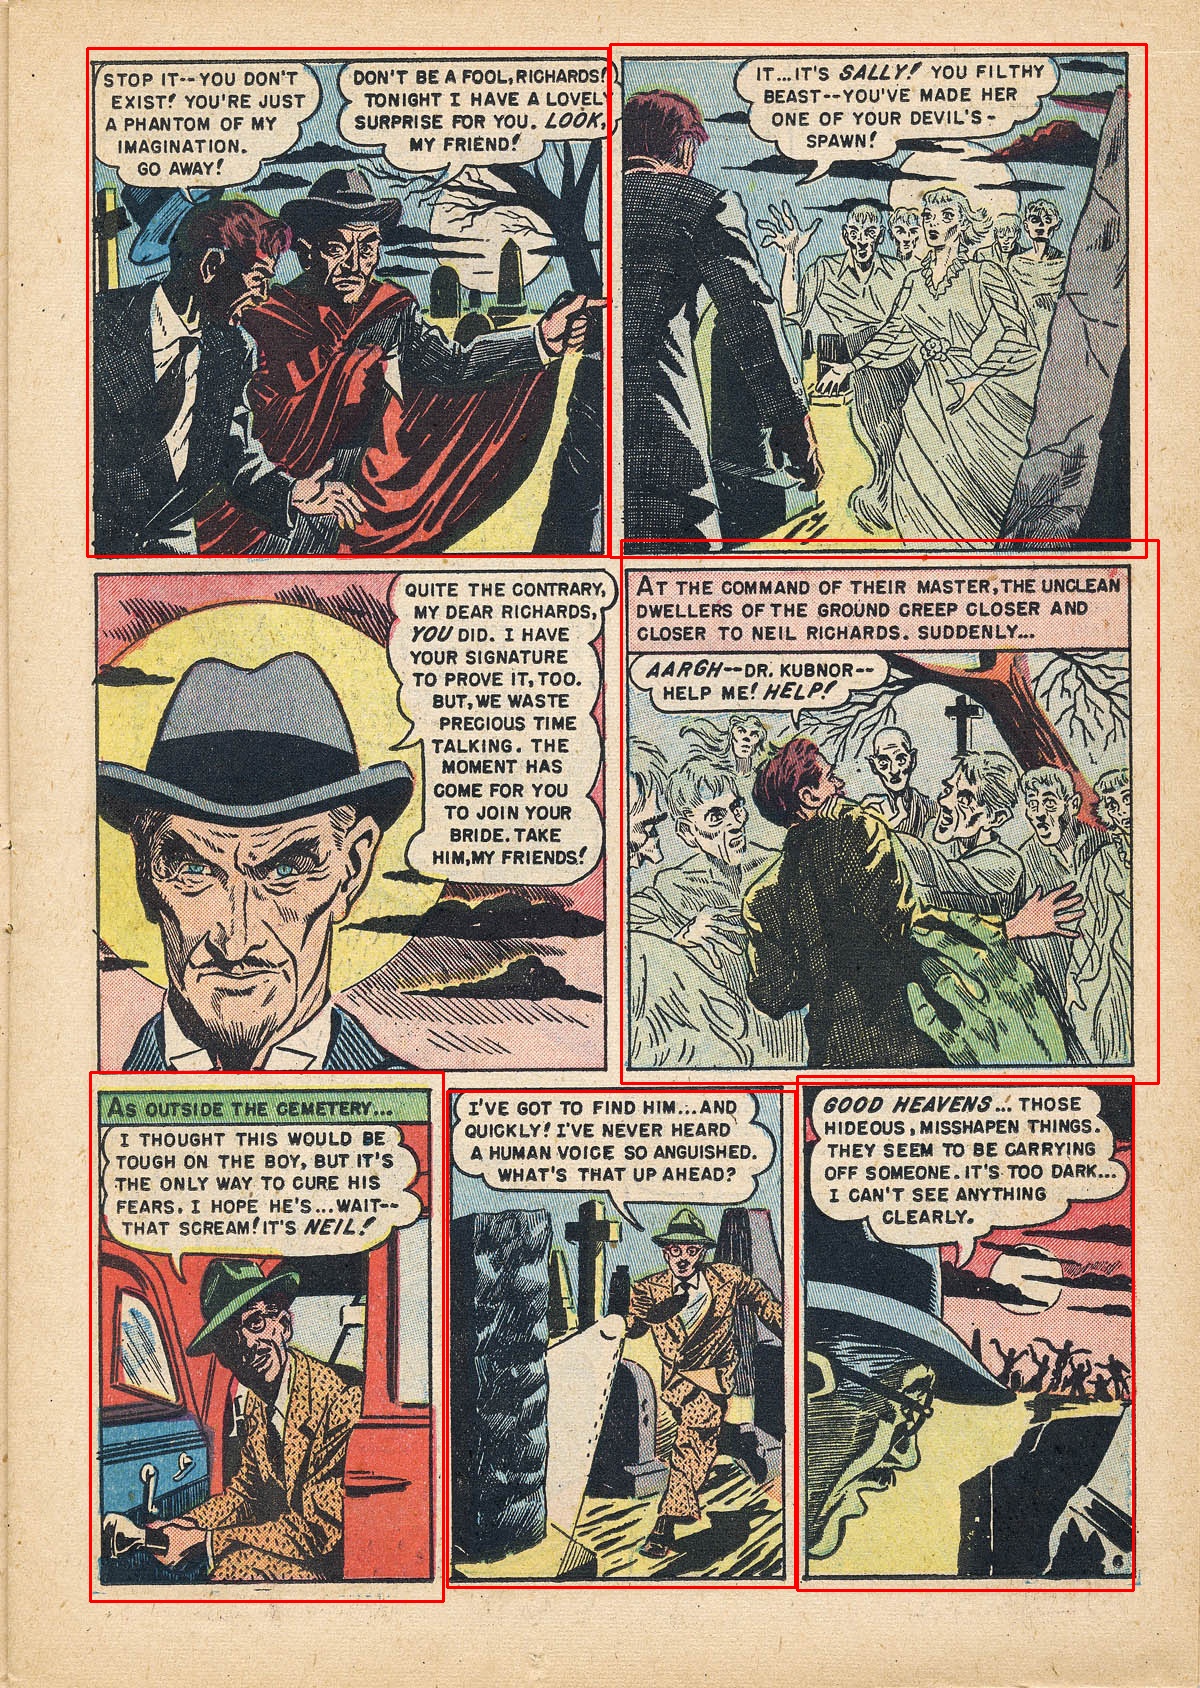 STOP IT--YOU DON'T
EXIST! YOU'RE JUST
A PHANTOM OF MY
IMAGINATION.
GO AWAY!
DON'T BE A FOOL, RICHARDS!
TONIGHT I HAVE A LOVELY
SURPRISE FOR YOU. LOOK,
MY FRIEND!
IT...IT'S SALLY! YOU FILTHY
BEAST--YOU'VE MADE HER
ONE OF YOUR DEVIL'S-
SPAWN!
QUITE THE CONTRARY,
MY DEAR RICHARDS,
YOU DID. I HAVE
YOUR SIGNATURE
TO PROVE IT, TOO.
BUT, WE WASTE
PRECIOUS TIME
TALKING. THE
MOMENT HAS
COME FOR YOU
TO JOIN YOUR
BRIDE. TAKE
HIM, MY FRIENDS!
AT THE COMMAND OF THEIR MASTER, THE UNCLEAN
DWELLERS OF THE GROUND CREEP CLOSER AND
CLOSER TO NEIL RICHARDS. SUDDENLY...
AARGH--DR. KUBNOR--
HELP ME! HELP!
AS OUTSIDE THE CEMETERY...
I THOUGHT THIS WOULD BE
TOUGH ON THE BOY, BUT IT'S
THE ONLY WAY TO CURE HIS
FEARS. I HOPE HE'S...WAIT--
THAT SCREAM! IT'S NEIL!
I'VE GOT TO FIND HIM...AND
QUICKLY! I'VE NEVER HEARD
A HUMAN VOICE SO ANGUISHED.
WHAT'S THAT UP AHEAD?
GOOD HEAVENS... THOSE
HIDEOUS, MISSHAPEN THINGS.
THEY SEEM TO BE CARRYING
OFF SOMEONE. IT'S TOO DARK...
I CAN'T SEE ANYTHING
CLEARLY.